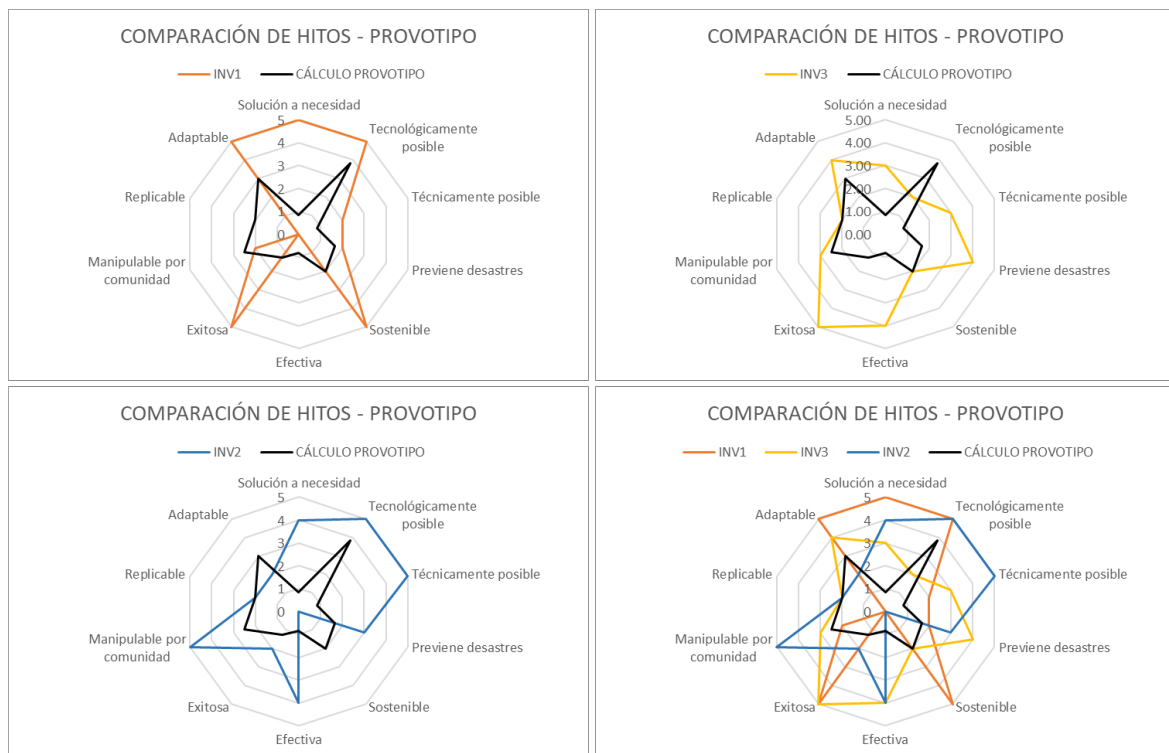 COMPARACIÓN DE HITOS - PROVOTIPO
INV1
CÁLCULO PROVOTIPO
Solución a necesidad
Tecnológicamente
posible
Técnicamente posible
Previene desastres
Sostenible
Efectiva
Exitosa
Manipulable por
comunidad
Replicable
Adaptable
5
4
3
2
1
0
COMPARACIÓN DE HITOS - PROVOTIPO
INV3
CÁLCULO PROVOTIPO
Solución a necesidad
Tecnológicamente
posible
Técnicamente posible
Previene desastres
Sostenible
Efectiva
Exitosa
Manipulable por
comunidad
Replicable
Adaptable
5.00
4.00
3.00
2.00
1.00
0.00
COMPARACIÓN DE HITOS - PROVOTIPO
INV2
CÁLCULO PROVOTIPO
Solución a necesidad
Tecnológicamente
posible
Técnicamente posible
Previene desastres
Sostenible
Efectiva
Exitosa
Manipulable por
comunidad
Replicable
Adaptable
5
4
3
2
1
0
COMPARACIÓN DE HITOS - PROVOTIPO
INV1
INV3
INV2
CÁLCULO PROVOTIPO
Solución a necesidad
Tecnológicamente
posible
Técnicamente posible
Previene desastres
Sostenible
Efectiva
Exitosa
Manipulable por
comunidad
Replicable
Adaptable
5
4
3
2
1
0